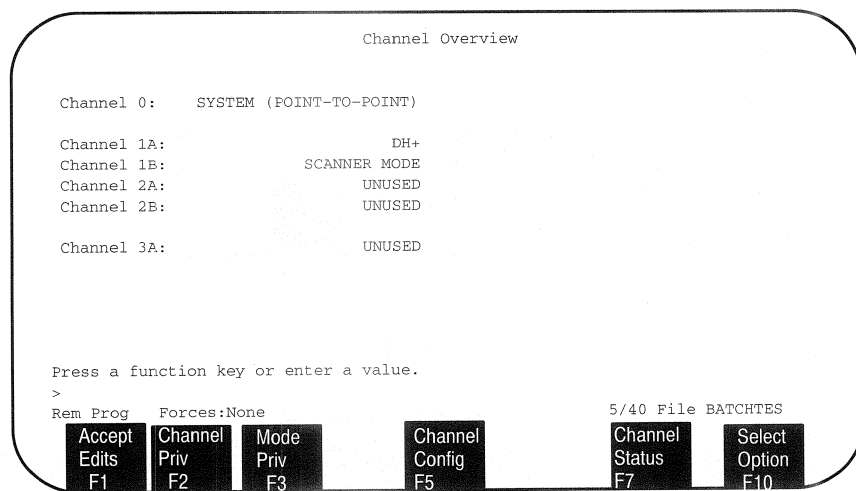 Channel Overview
Channel 0: SYSTEM (POINT-TO-POINT)
Channel 1A: DH+
Channel 1B: SCANNER MODE
Channel 2A: UNUSED
Channel 2B: UNUSED
Channel 3A: UNUSED
Press a function key or enter a value.
>
Rem Prog Forces:None 5/40 File BATCHTES
Accept Edits F1
Channel Priv F2
Mode Priv F3
Channel Config F5
Channel Status F7
Select Option F10